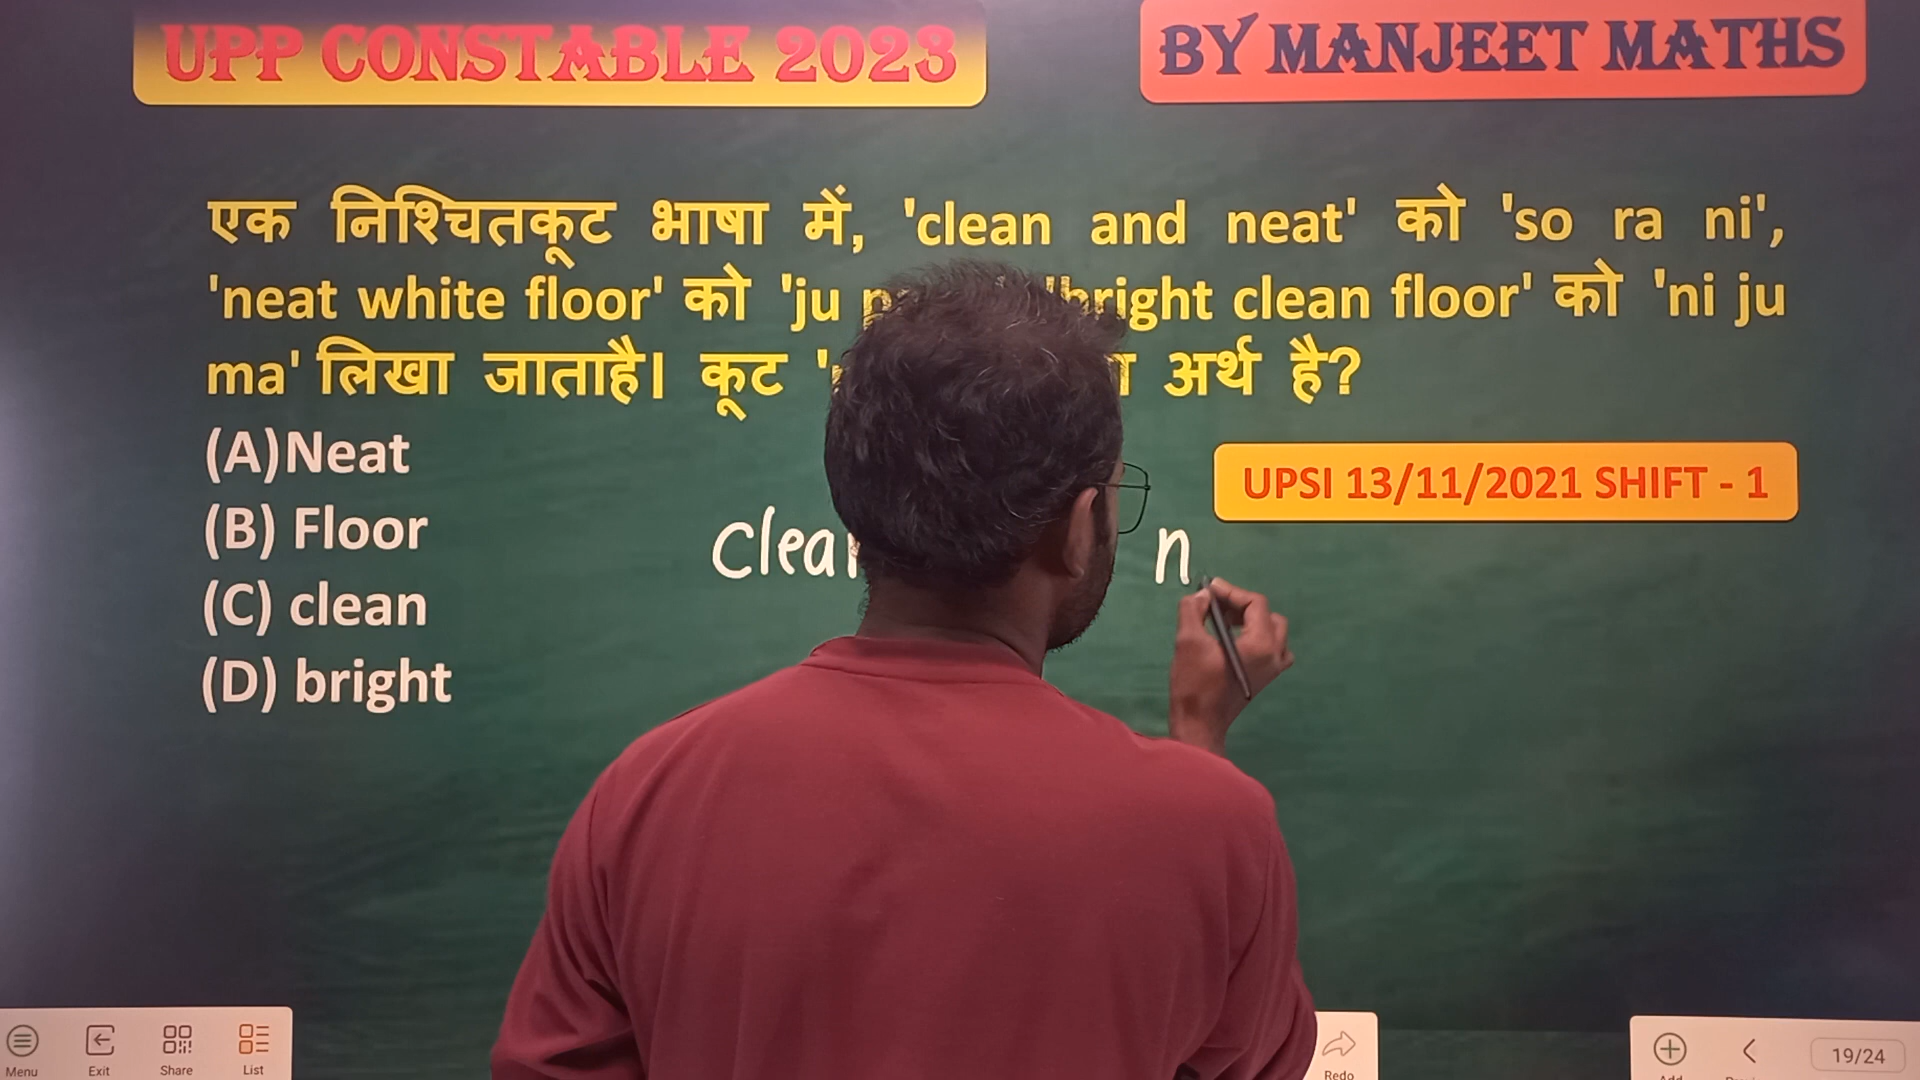 UPP CONSTABLE 2023
BY MANJEET MATHS
एक निश्चितकूट भाषा में, 'clean and neat' को 'so ra ni',
'neat white floor' को 'ju 'bright clean floor' को 'ni ju
ma' लिखा जाताहै। कूट अर्थ है?
(A)Neat
(B) Floor
(C) clean
(D) bright
UPSI 13/11/2021 SHIFT - 1
n
Menu
Exit
Share
List
Redo
19/24